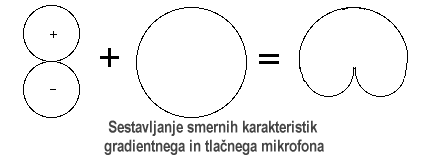 + + =
−
Sestavljanje smernih karakteristik
gradientnega in tlačnega mikrofona